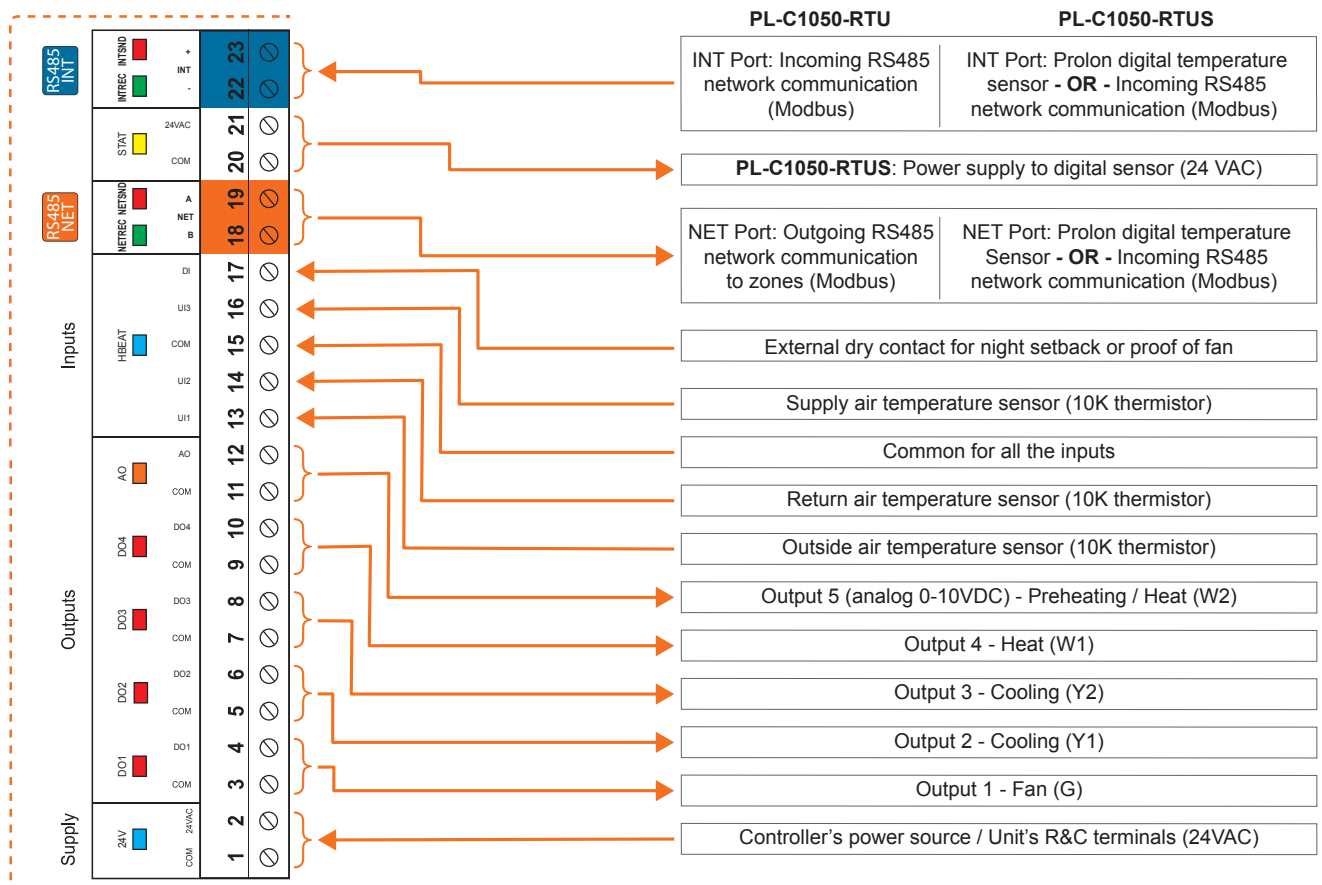 PL-C1050-RTU
PL-C1050-RTUS
RS485
INT
INTREC INTSND
+
INT
-
23
22
INT Port: Incoming RS485
network communication
(Modbus)
INT Port: Prolon digital temperature
sensor - OR - Incoming RS485
network communication (Modbus)
STAT
24VAC
COM
21
20
PL-C1050-RTUS: Power supply to digital sensor (24 VAC)
RS485
NET
NETREC NETSND
A
NET
B
19
18
NET Port: Outgoing RS485
network communication
to zones (Modbus)
NET Port: Prolon digital temperature
Sensor - OR - Incoming RS485
network communication (Modbus)
Inputs
HBEAT
DI
17
External dry contact for night setback or proof of fan
UI3
16
Supply air temperature sensor (10K thermistor)
COM
15
Common for all the inputs
UI2
14
Return air temperature sensor (10K thermistor)
UI1
13
Outside air temperature sensor (10K thermistor)
Outputs
AO
AO
12
COM
11
Output 5 (analog 0-10VDC) - Preheating / Heat (W2)
DO4
DO4
10
COM
9
Output 4 - Heat (W1)
DO3
DO3
8
COM
7
Output 3 - Cooling (Y2)
DO2
DO2
6
COM
5
Output 2 - Cooling (Y1)
DO1
DO1
4
COM
3
Output 1 - Fan (G)
Supply
24V
24VAC
2
COM
1
Controller's power source / Unit's R&C terminals (24VAC)